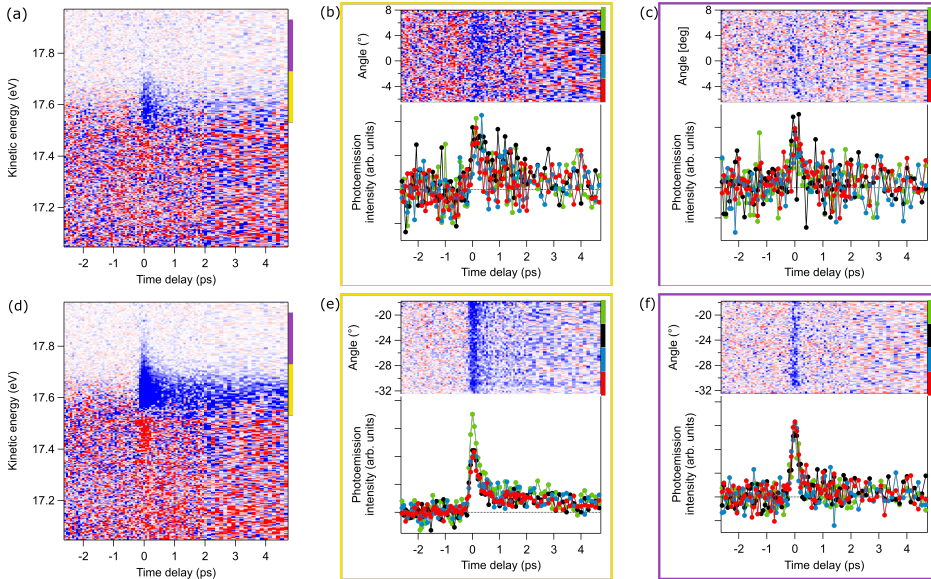 (a)
Kinetic energy (eV)
17.8
17.6
17.4
17.2
-2 -1 0 1 2 3 4
Time delay (ps)
(b)
Angle (°)
8
4
0
-4
Photoemission
intensity (arb. units)
-2 -1 0 1 2 3 4
Time delay (ps)
(c)
Angle [deg]
8
4
0
-4
Photoemission
intensity (arb. units)
-2 -1 0 1 2 3 4
Time delay (ps)
(d)
Kinetic energy (eV)
17.8
17.6
17.4
17.2
-2 -1 0 1 2 3 4
Time delay (ps)
(e)
Angle (°)
-20
-24
-28
-32
Photoemission
intensity (arb. units)
-2 -1 0 1 2 3 4
Time delay (ps)
(f)
Angle (°)
-20
-24
-28
-32
Photoemission
intensity (arb. units)
-2 -1 0 1 2 3 4
Time delay (ps)